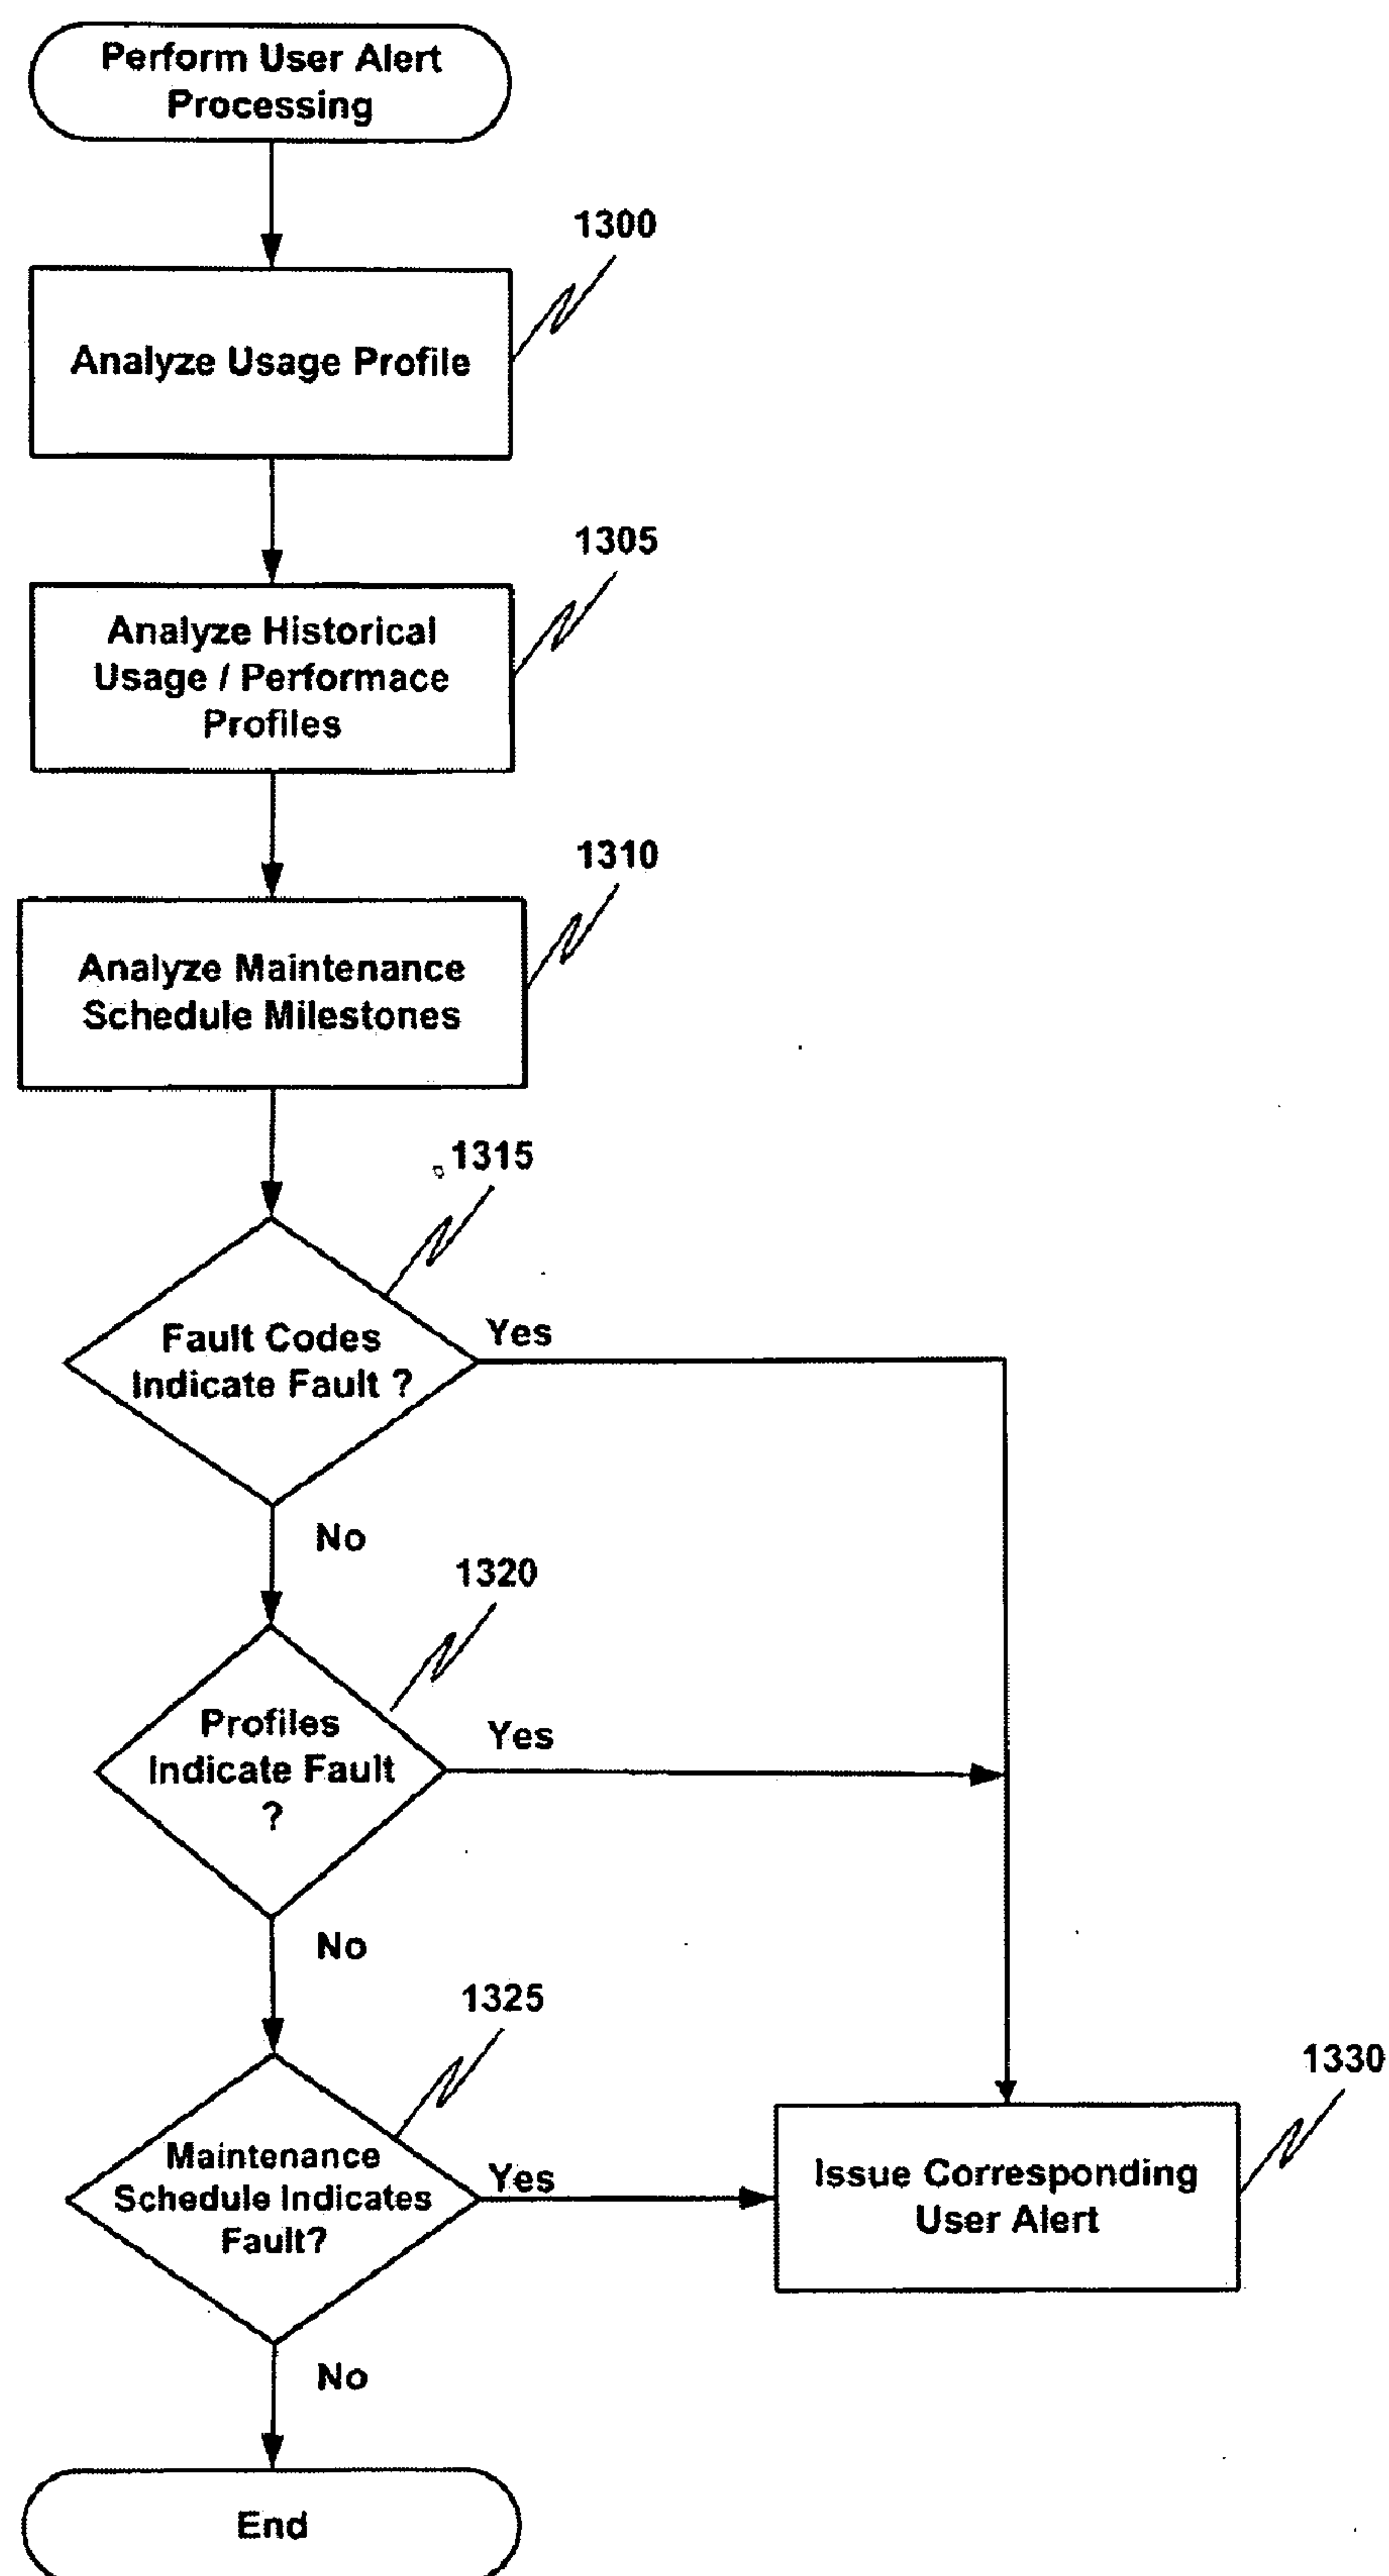 Perform User Alert
Processing
1300
Analyze Usage Profile
1305
Analyze Historical
Usage / Performace
Profiles
1310
Analyze Maintenance
Schedule Milestones
1315
Fault Codes
Indicate Fault ?
Yes
No
1320
Profiles
Indicate Fault
?
Yes
No
1325
Maintenance
Schedule Indicates
Fault?
Yes
1330
Issue Corresponding
User Alert
No
End